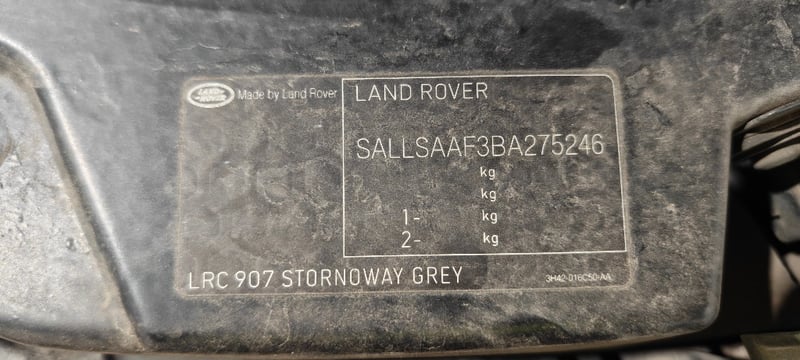 LAND ROVER
Made by Land Rover
LAND ROVER
SALLSAAF3BA275246
kg
kg
1- kg
2- kg
LRC 907 STORNOWAY GREY
3H42-016C50-AA